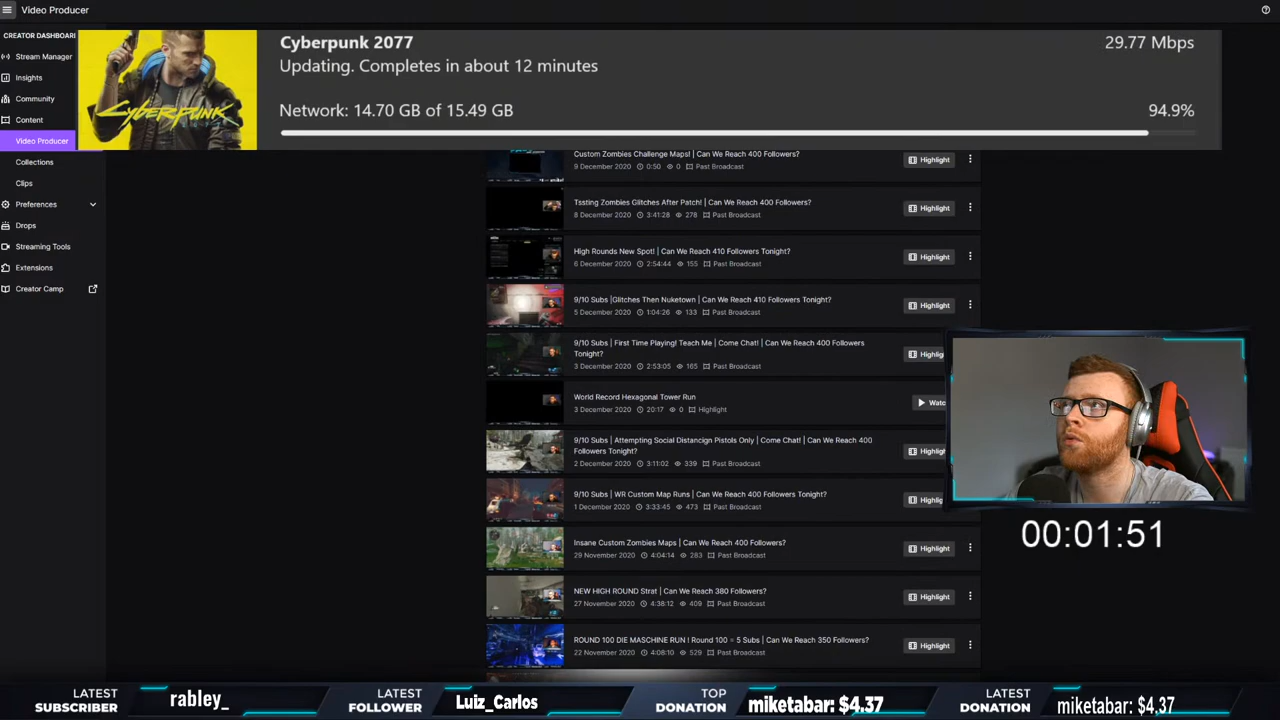 Video Producer
CREATOR DASHBOAR
Stream Manager
Insights
Community
Content
Video Producer
Collections
Clips
Preferences
Drops
Streaming Tools
Extensions
Creator Camp
CYBERPUNK
Cyberpunk 2077
29.77 Mbps
Updating. Completes in about 12 minutes
Network: 14.70 GB of 15.49 GB
94.9%
Custom Zombies Challenge Maps! | Can We Reach 400 Followers?
9 December 2020 0:50 0 Past Broadcast
Highlight
Tssting Zombies Glitches After Patch! | Can We Reach 400 Followers?
8 December 2020 3:41:28 278 Past Broadcast
Highlight
High Rounds New Spot! | Can We Reach 410 Followers Tonight?
6 December 2020 2:54:44 155 Past Broadcast
Highlight
9/10 Subs |Glitches Then Nuketown | Can We Reach 410 Followers Tonight?
5 December 2020 1:04:26 133 Past Broadcast
Highlight
9/10 Subs | First Time Playing! Teach Me | Come Chat! | Can We Reach 400 Followers
Tonight?
3 December 2020 2:53:05 165 Past Broadcast
Highlig
World Record Hexagonal Tower Run
3 December 2020 20:17 0 Highlight
Watc
9/10 Subs | Attempting Social Distancign Pistols Only | Come Chat! | Can We Reach 400
Followers Tonight?
2 December 2020 3:11:02 339 Past Broadcast
Highlig
9/10 Subs | WR Custom Map Runs | Can We Reach 400 Followers Tonight?
1 December 2020 3:33:45 473 Past Broadcast
Highlig
Insane Custom Zombies Maps | Can We Reach 400 Followers?
29 November 2020 4:04:14 283 Past Broadcast
Highlight
NEW HIGH ROUND Strat | Can We Reach 380 Followers?
27 November 2020 4:38:12 409 Past Broadcast
Highlight
ROUND 100 DIE MASCHINE RUN ! Round 100 = 5 Subs | Can We Reach 350 Followers?
22 November 2020 4:08:10 529 Past Broadcast
Highlight
00:01:51
LATEST
SUBSCRIBER
rabley_
LATEST
FOLLOWER
Luiz_Carlos
TOP
DONATION
miketabar: $4.37
LATEST
DONATION
miketabar: $4.37